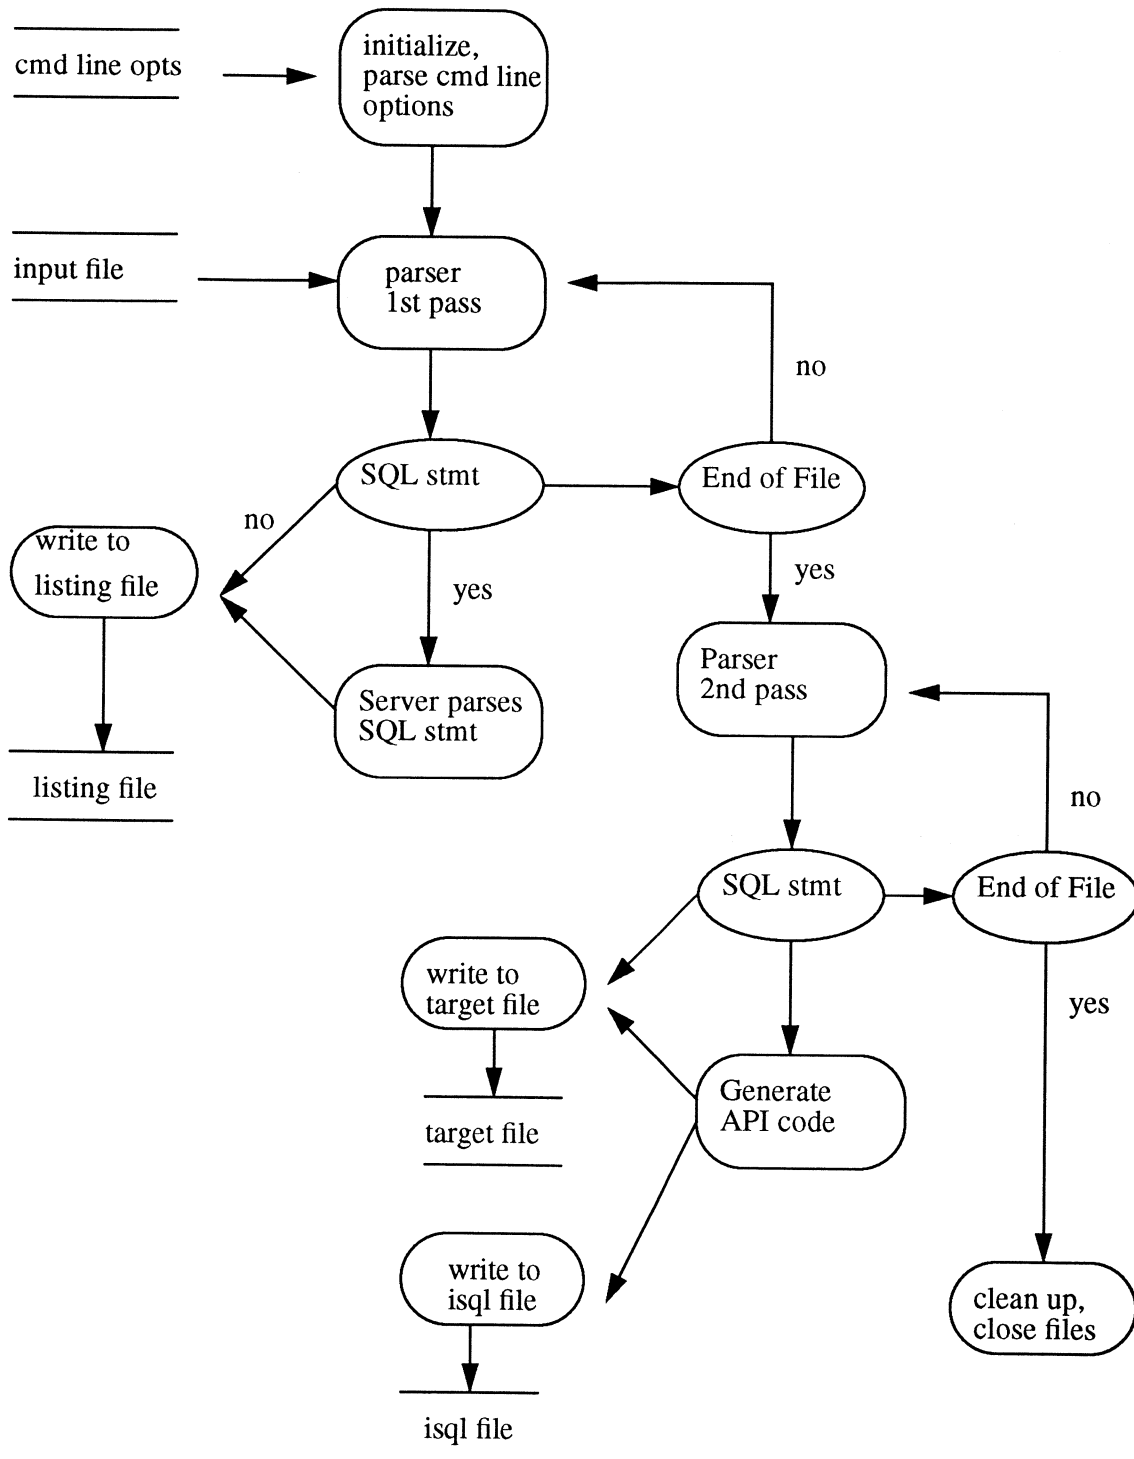 cmd line opts
initialize,
parse cmd line
options
input file
parser
1st pass
no
SQL stmt
End of File
no
write to
listing file
yes
yes
Parser
2nd pass
Server parses
SQL stmt
listing file
no
SQL stmt
End of File
write to
target file
yes
Generate
API code
target file
write to
isql file
clean up,
close files
isql file